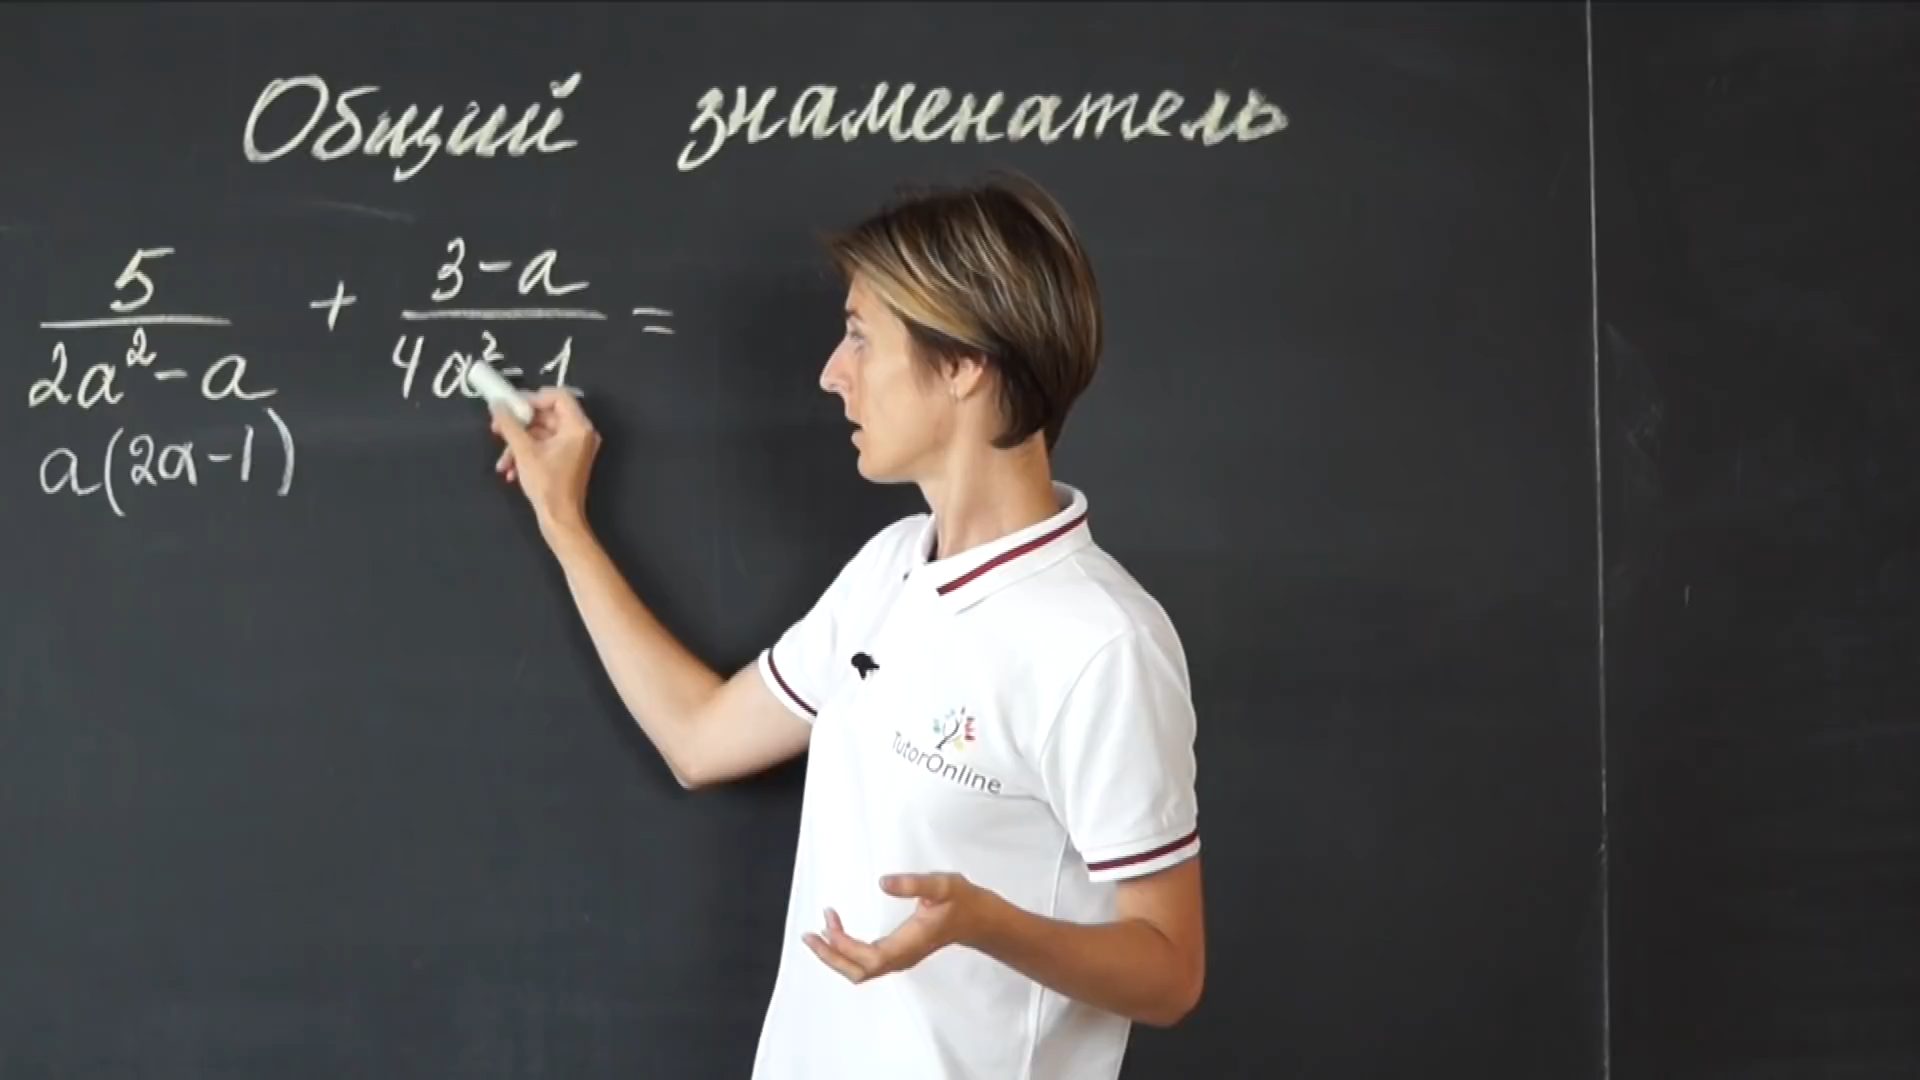 Общий знаменатель
5 + 3-a =
2a²-a 4a²-1
a(2a-1)
TutorOnline